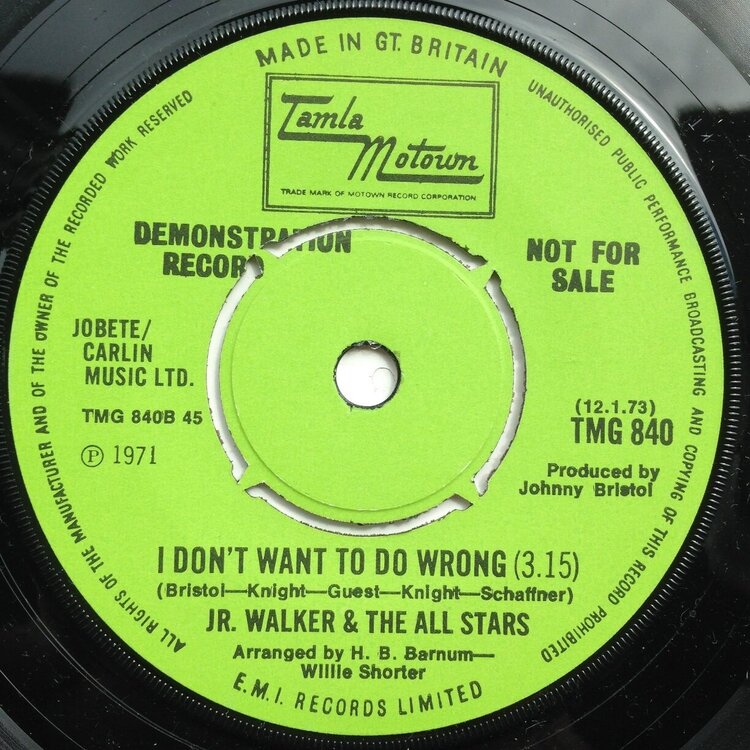 MADE IN GT. BRITAIN
Tamla
Motown
TRADE MARK OF MOTOWN RECORD CORPORATION
DEMONSTRATION
RECORD
NOT FOR
SALE
JOBETE/
CARLIN
MUSIC LTD.
TMG 840B 45
Ⓟ 1971
(12.1.73)
TMG 840
Produced by
Johnny Bristol
I DON'T WANT TO DO WRONG (3.15)
(Bristol—Knight—Guest—Knight—Schaffner)
JR. WALKER & THE ALL STARS
Arranged by H. B. Barnum—
Willie Shorter
E.M.I. RECORDS LIMITED
ALL RIGHTS OF THE MANUFACTURER AND OF THE OWNER OF THE RECORDED WORK RESERVED
UNAUTHORISED PUBLIC PERFORMANCE BROADCASTING AND COPYING OF THIS RECORD PROHIBITED